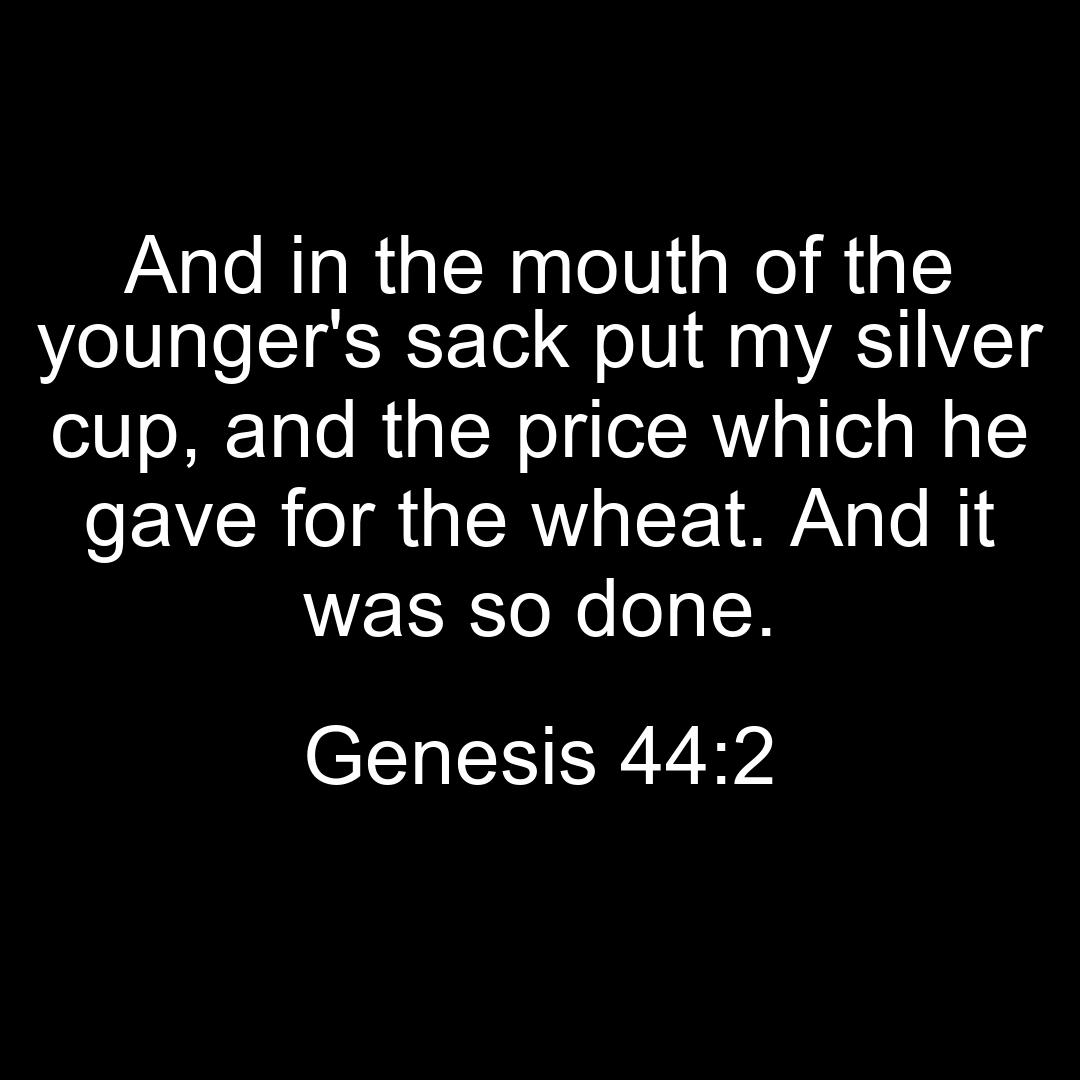 And in the mouth of the
younger's sack put my silver
cup, and the price which he
gave for the wheat. And it
was so done.
Genesis 44:2